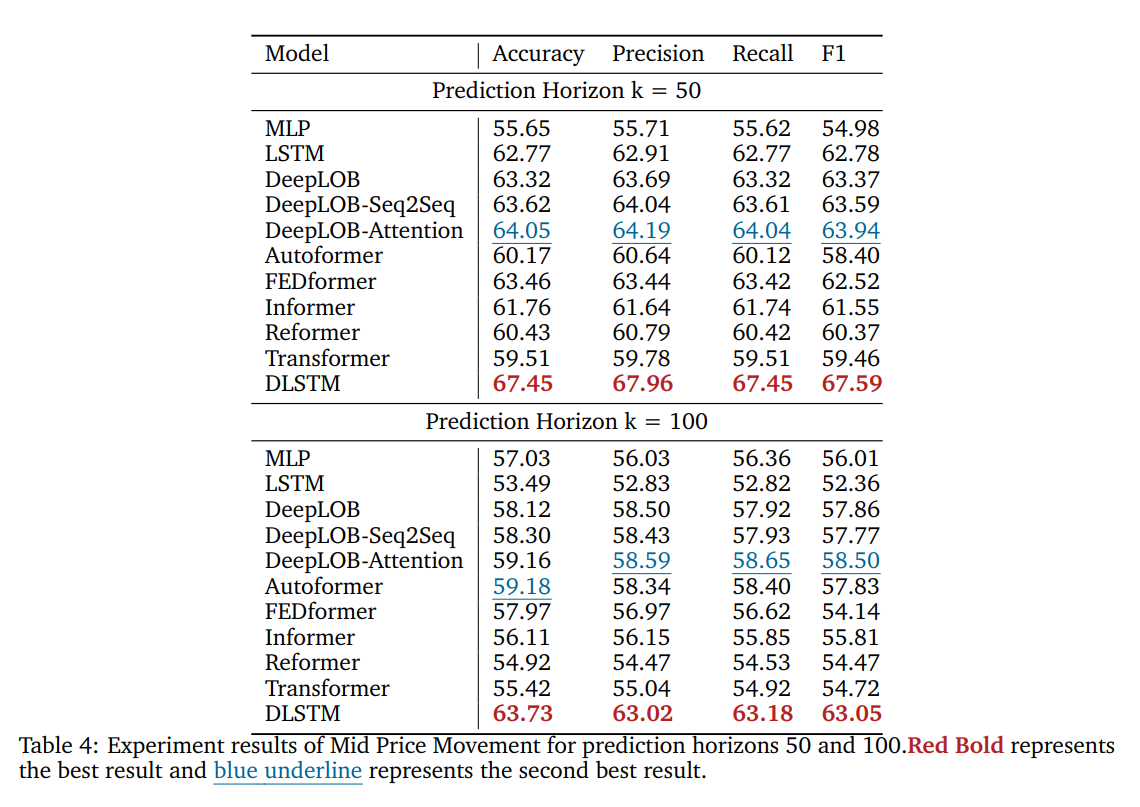 Model Accuracy Precision Recall F1
Prediction Horizon k = 50
MLP 55.65 55.71 55.62 54.98
LSTM 62.77 62.91 62.77 62.78
DeepLOB 63.32 63.69 63.32 63.37
DeepLOB-Seq2Seq 63.62 64.04 63.61 63.59
DeepLOB-Attention 64.05 64.19 64.04 63.94
Autoformer 60.17 60.64 60.12 58.40
FEDformer 63.46 63.44 63.42 62.52
Informer 61.76 61.64 61.74 61.55
Reformer 60.43 60.79 60.42 60.37
Transformer 59.51 59.78 59.51 59.46
DLSTM 67.45 67.96 67.45 67.59
Prediction Horizon k = 100
MLP 57.03 56.03 56.36 56.01
LSTM 53.49 52.83 52.82 52.36
DeepLOB 58.12 58.50 57.92 57.86
DeepLOB-Seq2Seq 58.30 58.43 57.93 57.77
DeepLOB-Attention 59.16 58.59 58.65 58.50
Autoformer 59.18 58.34 58.40 57.83
FEDformer 57.97 56.97 56.62 54.14
Informer 56.11 56.15 55.85 55.81
Reformer 54.92 54.47 54.53 54.47
Transformer 55.42 55.04 54.92 54.72
DLSTM 63.73 63.02 63.18 63.05
Table 4: Experiment results of Mid Price Movement for prediction horizons 50 and 100.Red Bold represents
the best result and blue underline represents the second best result.